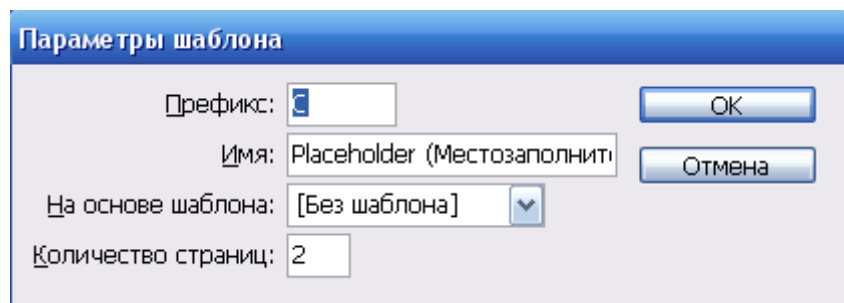 Параметры шаблона
Префикс: C OK
Имя: Placeholder (Местозаполнит Отмена
На основе шаблона: [Без шаблона]
Количество страниц: 2